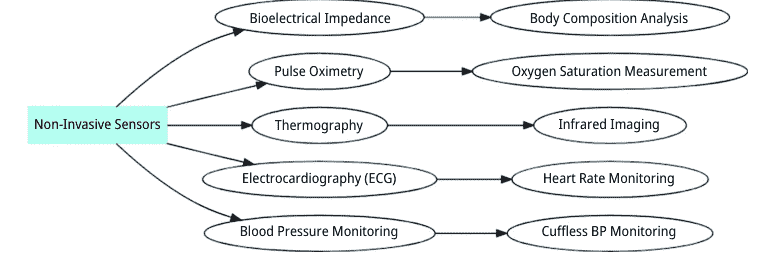 Bioelectrical Impedance
Body Composition Analysis
Pulse Oximetry
Oxygen Saturation Measurement
Non-Invasive Sensors
Thermography
Infrared Imaging
Electrocardiography (ECG)
Heart Rate Monitoring
Blood Pressure Monitoring
Cuffless BP Monitoring